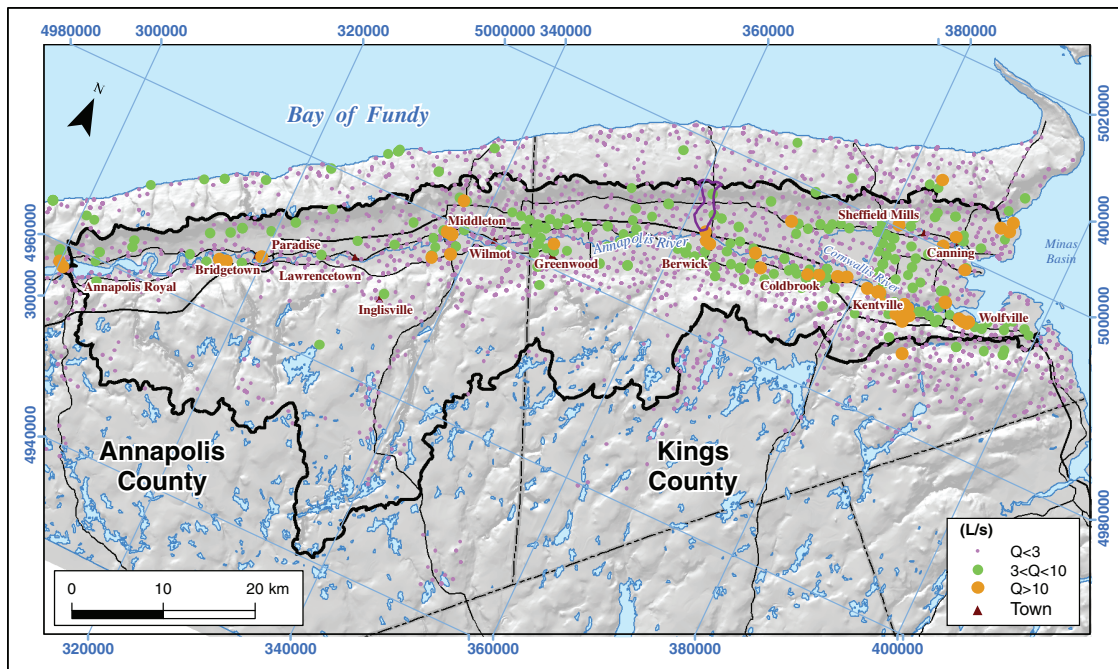 4980000 300000 320000 5000000 340000 360000 380000
N
Bay of Fundy
5020000
4960000
300000
4940000
5000000
4980000
Minas
Basin
Sheffield Mills
Middleton
Annapolis River
Paradise
Canning
Wilmot
Greenwood
Berwick
Cornwallis River
Bridgetown
Lawrencetown
Coldbrook
Annapolis Royal
Kentville
Inglisville
Wolfville
Annapolis
County
Kings
County
(L/s)
Q<3
3<Q<10
Q>10
Town
0 10 20 km
320000 340000 360000 380000 400000